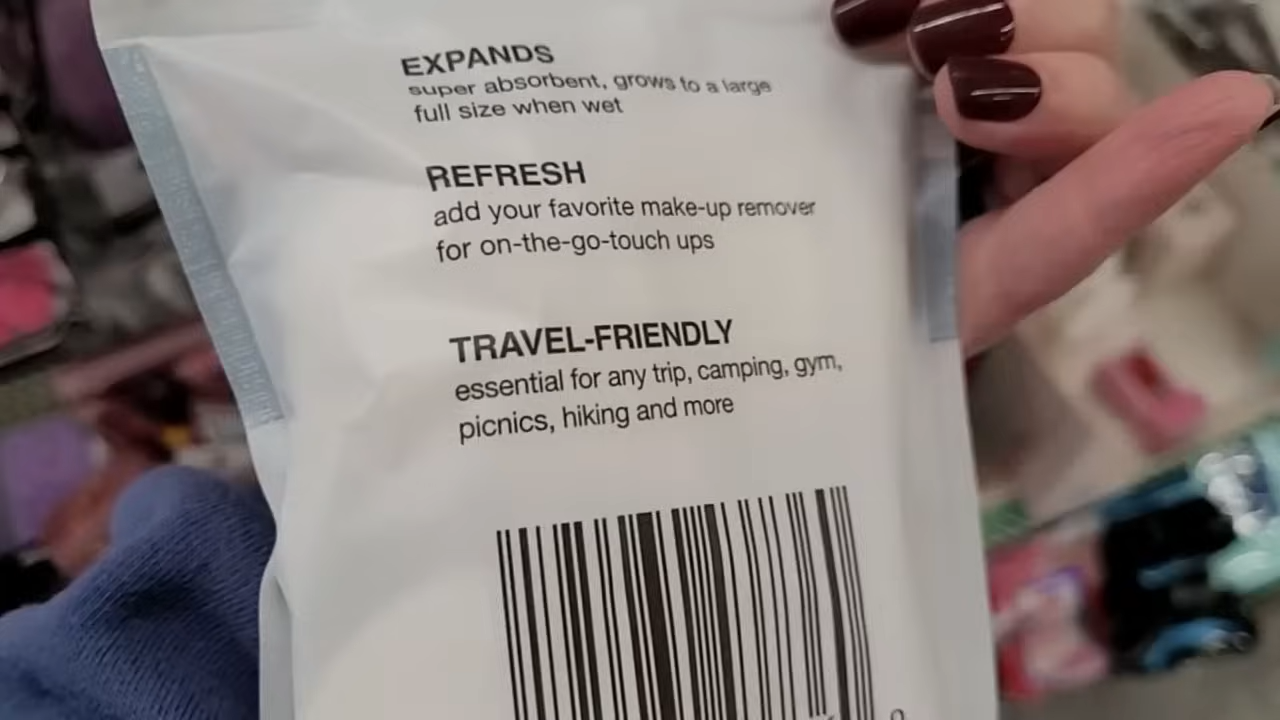 EXPANDS
super absorbent, grows to a large
full size when wet
REFRESH
add your favorite make-up remover
for on-the-go-touch ups
TRAVEL-FRIENDLY
essential for any trip, camping, gym,
picnics, hiking and more